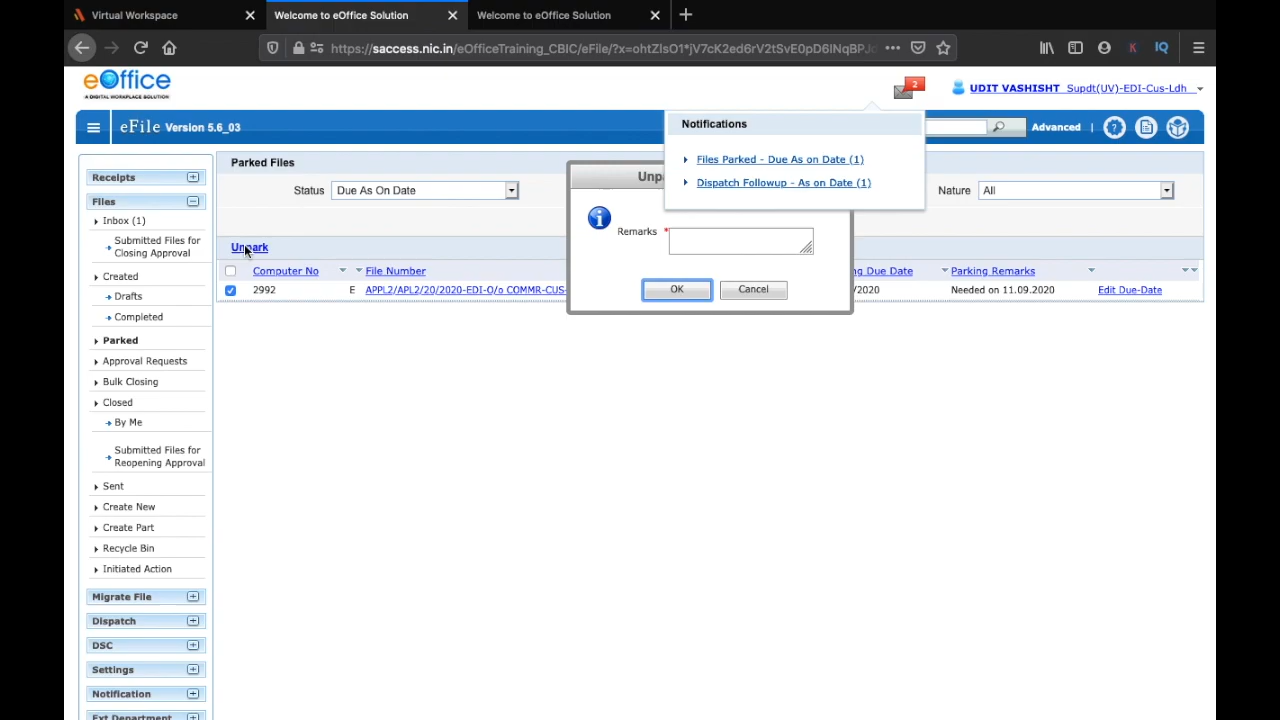 Virtual Workspace
Welcome to eOffice Solution
Welcome to eOffice Solution
https://saccess.nic.in/eOfficeTraining_CBIC/eFile/?x=ohtZIsO1*jV7cK2ed6rV2tSvE0pD6INqBPJ
K
IQ
eOffice
A DIGITAL WORKPLACE SOLUTION
2
UDIT VASHISHT Supdt(UV)-EDI-Cus-Ldh
eFile Version 5.6_03
Advanced
Notifications
Files Parked - Due As on Date (1)
Dispatch Followup - As on Date (1)
Receipts
Files
Inbox (1)
Submitted Files for
Closing Approval
Created
Drafts
Completed
Parked
Approval Requests
Bulk Closing
Closed
By Me
Submitted Files for
Reopening Approval
Sent
Create New
Create Part
Recycle Bin
Initiated Action
Migrate File
Dispatch
DSC
Settings
Notification
Ext Department
Parked Files
Status Due As On Date
Nature All
Unpark
Computer No File Number ng Due Date Parking Remarks
2992 E APPL2/APL2/20/2020-EDI-O/o COMMR-CUS- /2020 Needed on 11.09.2020 Edit Due-Date
Unp
Remarks *
OK Cancel